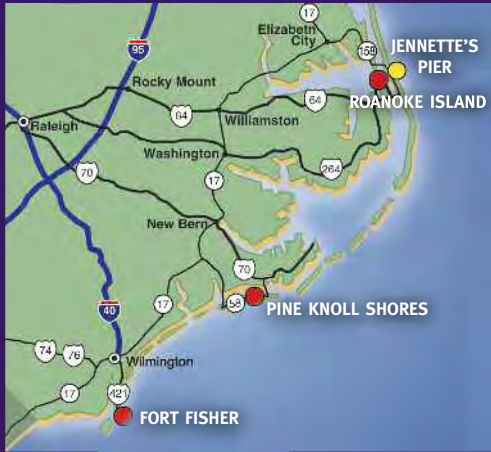 17
Elizabeth
City
158
JENNETTE'S
PIER
95
Rocky Mount
ROANOKE ISLAND
64
64
Williamston
Raleigh
Washington
70
17
264
New Bern
70
17
58
PINE KNOLL SHORES
40
74
76
Wilmington
17
421
FORT FISHER